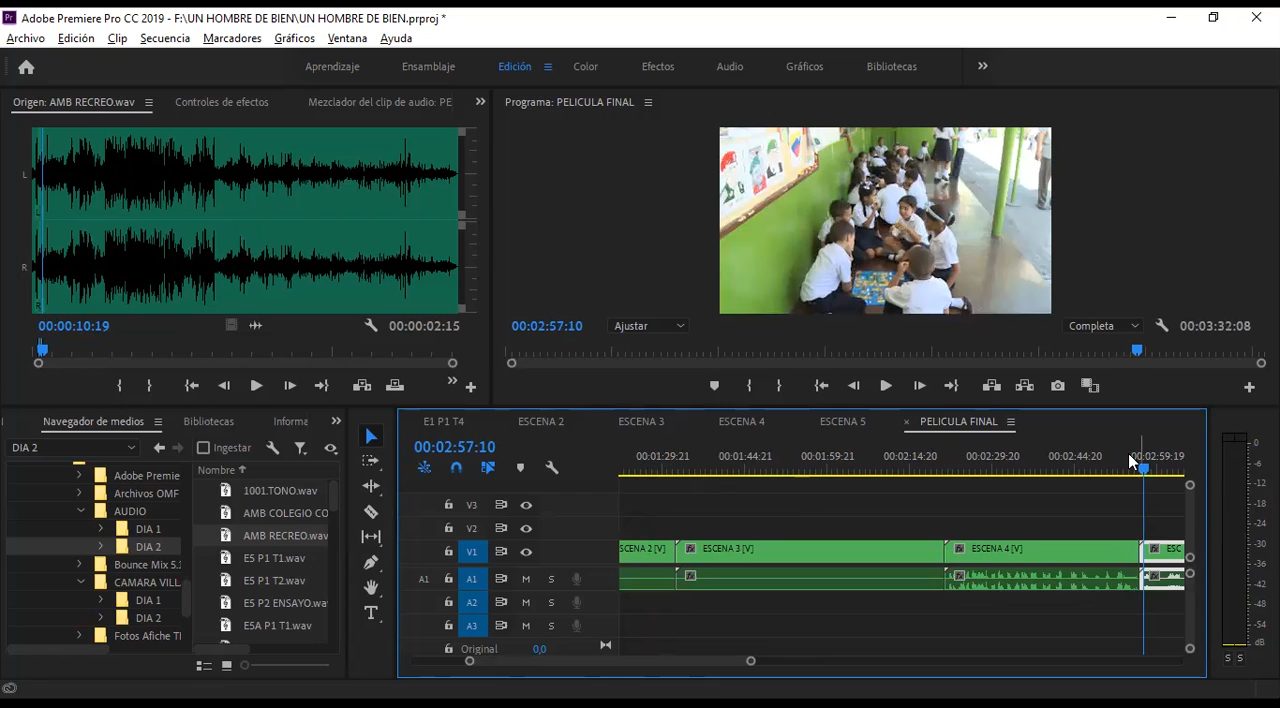 Pr Adobe Premiere Pro CC 2019 - F:\UN HOMBRE DE BIEN\UN HOMBRE DE BIEN.prproj *
Archivo Edición Clip Secuencia Marcadores Gráficos Ventana Ayuda
Aprendizaje Ensamblaje Edición Color Efectos Audio Gráficos Bibliotecas
Origen: AMB RECREO.wav Controles de efectos Mezclador del clip de audio: PE
Programa: PELICULA FINAL
L
R
00:00:10:19 00:00:02:15
00:02:57:10 Ajustar Completa 00:03:32:08
Navegador de medios Bibliotecas Informa
DIA 2 Ingestar
Nombre
Adobe Premie
Archivos OMF
AUDIO
DIA 1
DIA 2
Bounce Mix 5.
CAMARA VILL
DIA 1
DIA 2
Fotos Afiche TI
1001.TONO.wav
AMB COLEGIO CO
AMB RECREO.wav
E5 P1 T1.wav
E5 P1 T2.wav
E5 P2 ENSAYO.wa
E5A P1 T1.wav
T
E1 P1 T4 ESCENA 2 ESCENA 3 ESCENA 4 ESCENA 5 × PELICULA FINAL
00:02:57:10
00:01:29:21 00:01:44:21 00:01:59:21 00:02:14:20 00:02:29:20 00:02:44:20 00:02:59:19
V3
V2
V1 SCENA 2 [V] fx ESCENA 3 [V] fx ESCENA 4 [V] fx ESC
A1 A1 M S
A2 M S
A3 M S
Original 0,0
0
-6
-12
-18
-24
-30
-36
-42
-48
-54
dB
S S